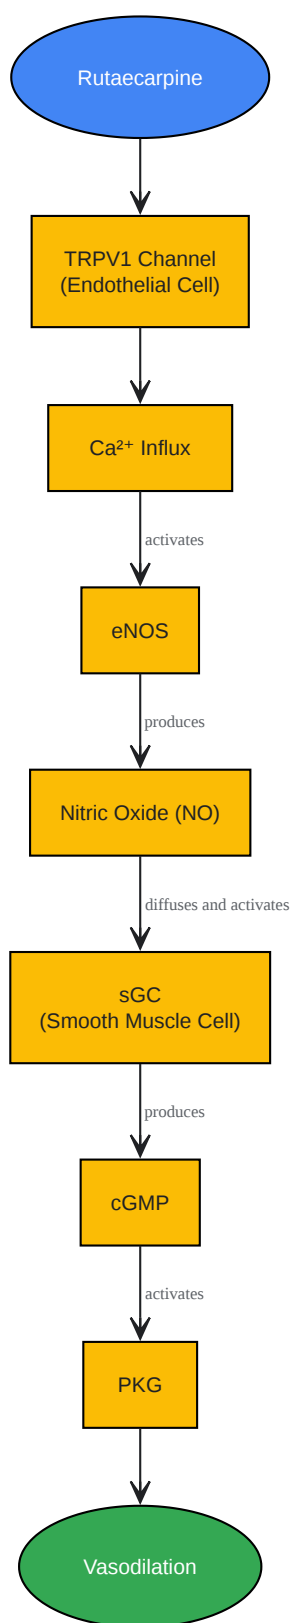 Rutaecarpine
TRPV1 Channel
(Endothelial Cell)
Ca²⁺ Influx
activates
eNOS
produces
Nitric Oxide (NO)
diffuses and activates
sGC
(Smooth Muscle Cell)
produces
cGMP
activates
PKG
Vasodilation